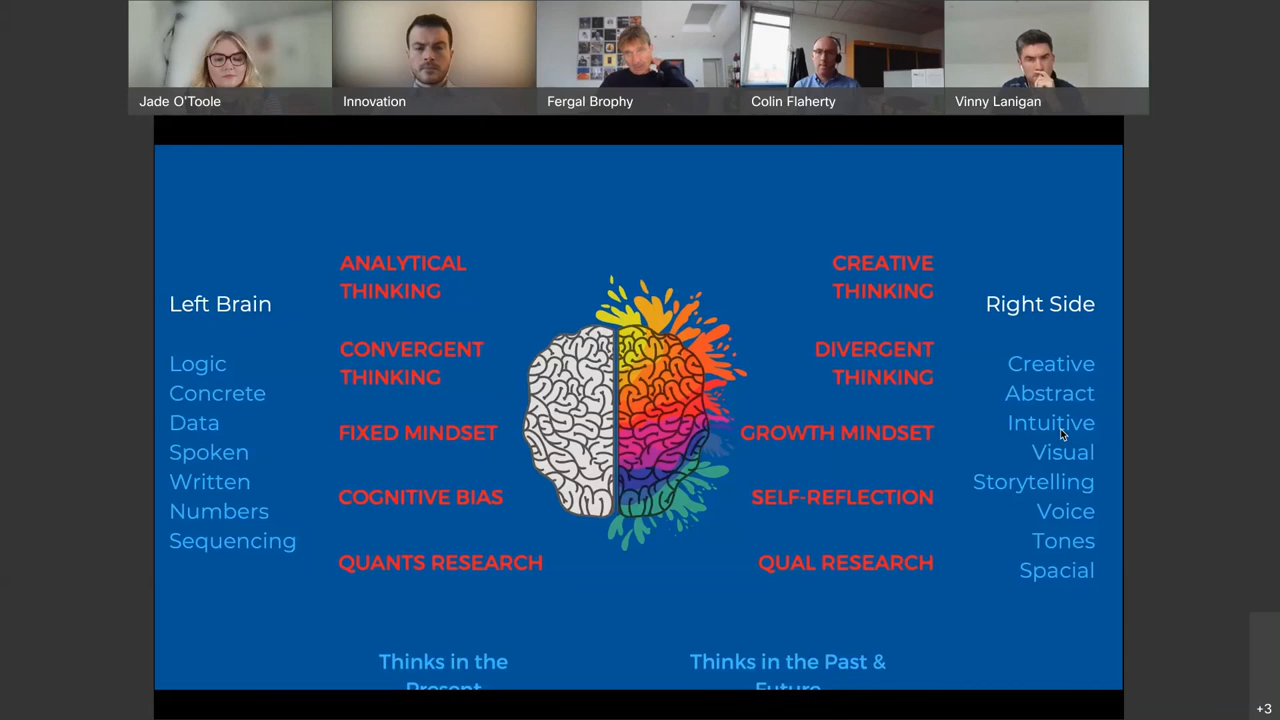 Jade O'Toole
Innovation
Fergal Brophy
Colin Flaherty
Vinny Lanigan
Left Brain
Logic
Concrete
Data
Spoken
Written
Numbers
Sequencing
ANALYTICAL
THINKING
CONVERGENT
THINKING
FIXED MINDSET
COGNITIVE BIAS
QUANTS RESEARCH
CREATIVE
THINKING
DIVERGENT
THINKING
GROWTH MINDSET
SELF-REFLECTION
QUAL RESEARCH
Right Side
Creative
Abstract
Intuitive
Visual
Storytelling
Voice
Tones
Spacial
Thinks in the
Present
Thinks in the Past &
Future
+3